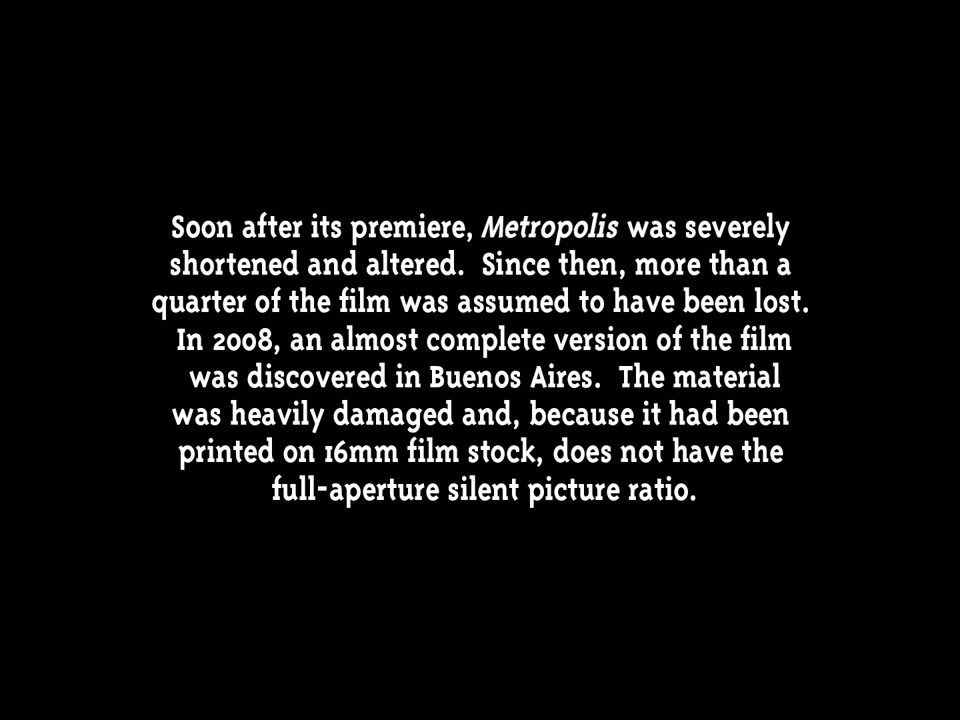 Soon after its premiere, Metropolis was severely
shortened and altered.  Since then, more than a
quarter of the film was assumed to have been lost.
In 2008, an almost complete version of the film
was discovered in Buenos Aires.  The material
was heavily damaged and, because it had been
printed on 16mm film stock, does not have the
full-aperture silent picture ratio.